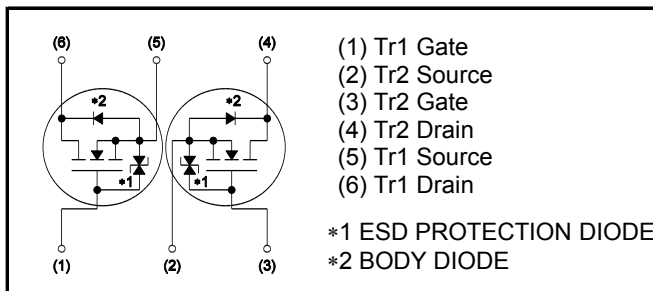 (6) (5) (4)
*2 *2
*1 *1
(1) (2) (3)
(1) Tr1 Gate
(2) Tr2 Source
(3) Tr2 Gate
(4) Tr2 Drain
(5) Tr1 Source
(6) Tr1 Drain
*1 ESD PROTECTION DIODE
*2 BODY DIODE